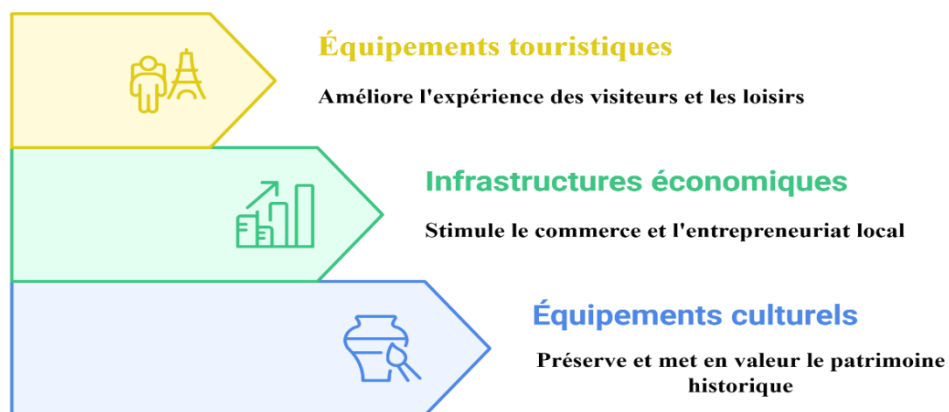 Équipements touristiques
Améliore l'expérience des visiteurs et les loisirs
Infrastructures économiques
Stimule le commerce et l'entrepreneuriat local
Équipements culturels
Préserve et met en valeur le patrimoine
historique